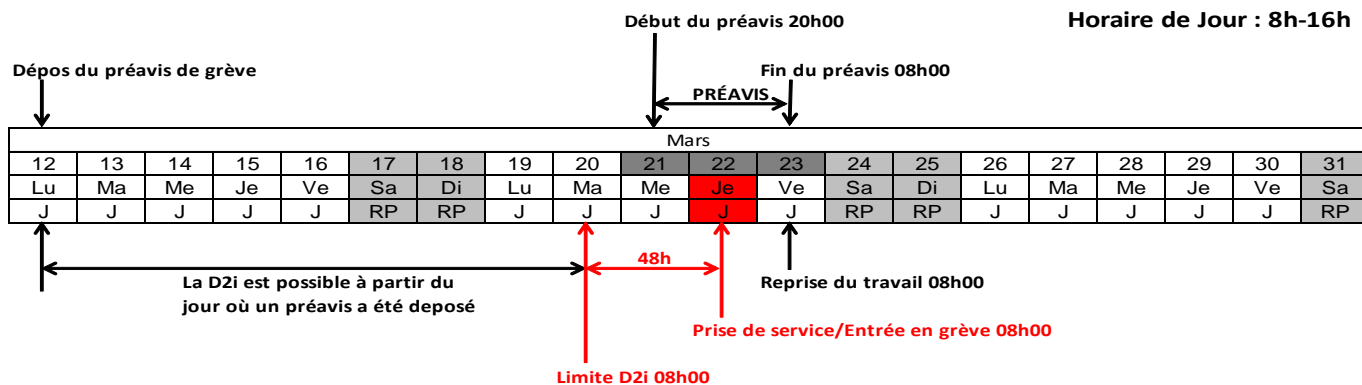 Horaire de Jour : 8h-16h
Début du préavis 20h00
Dépos du préavis de grève
Fin du préavis 08h00
PRÉAVIS
Mars
12 13 14 15 16 17 18 19 20 21 22 23 24 25 26 27 28 29 30 31
Lu Ma Me Je Ve Sa Di Lu Ma Me Je Ve Sa Di Lu Ma Me Je Ve Sa
J J J J J RP RP J J J J J RP RP J J J J J RP
48h
La D2i est possible à partir du
jour où un préavis a été deposé
Reprise du travail 08h00
Prise de service/Entrée en grève 08h00
Limite D2i 08h00